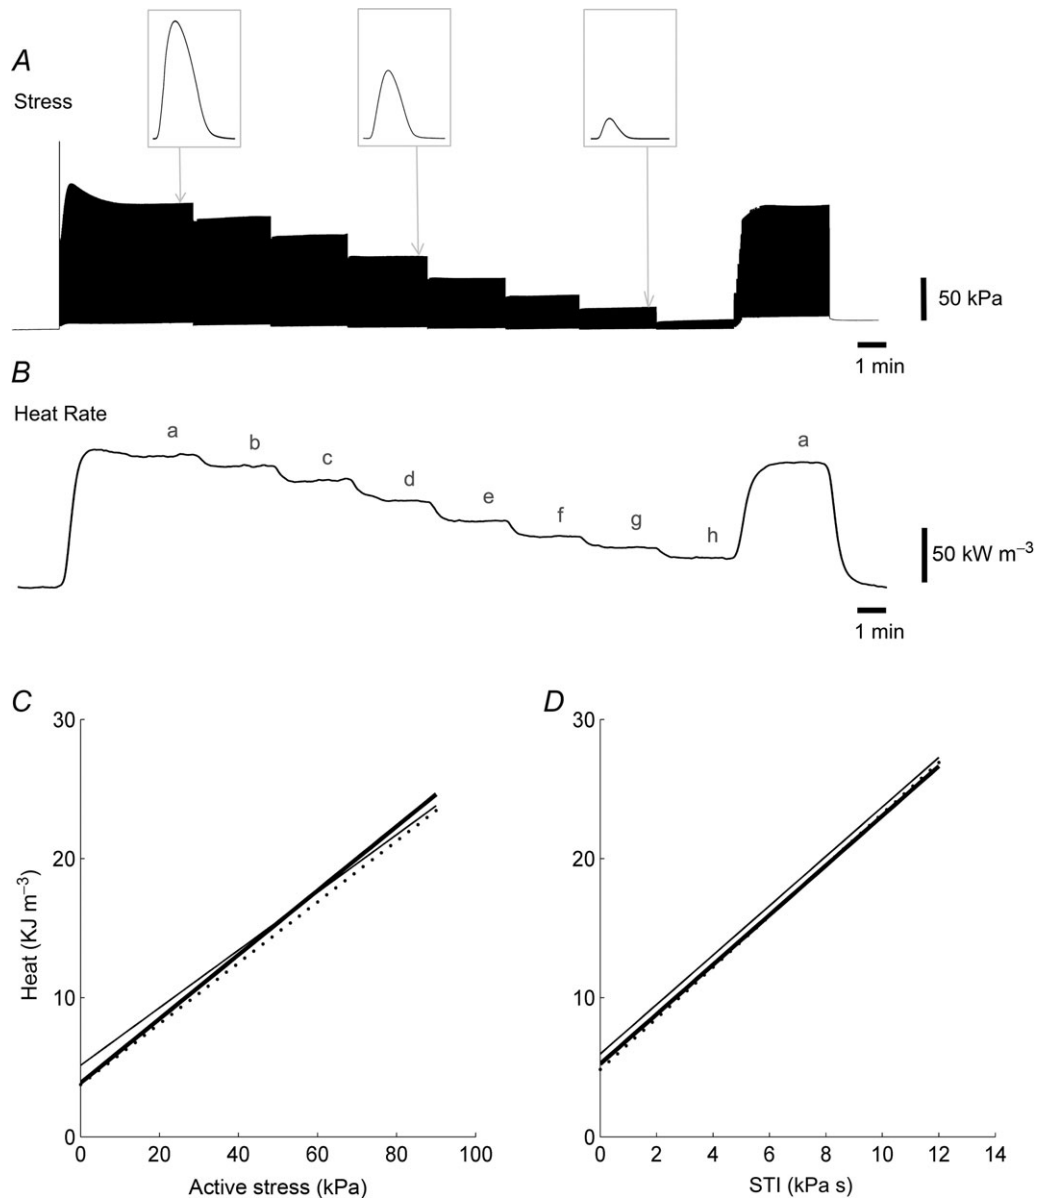 A
Stress
50 kPa
1 min
B
Heat Rate
a
b
c
d
e
f
g
h
a
50 kW m⁻³
1 min
C
D
30
20
10
0
Heat (KJ m⁻³)
0 20 40 60 80 100
Active stress (kPa)
30
20
10
0
0 2 4 6 8 10 12 14
STI (kPa s)